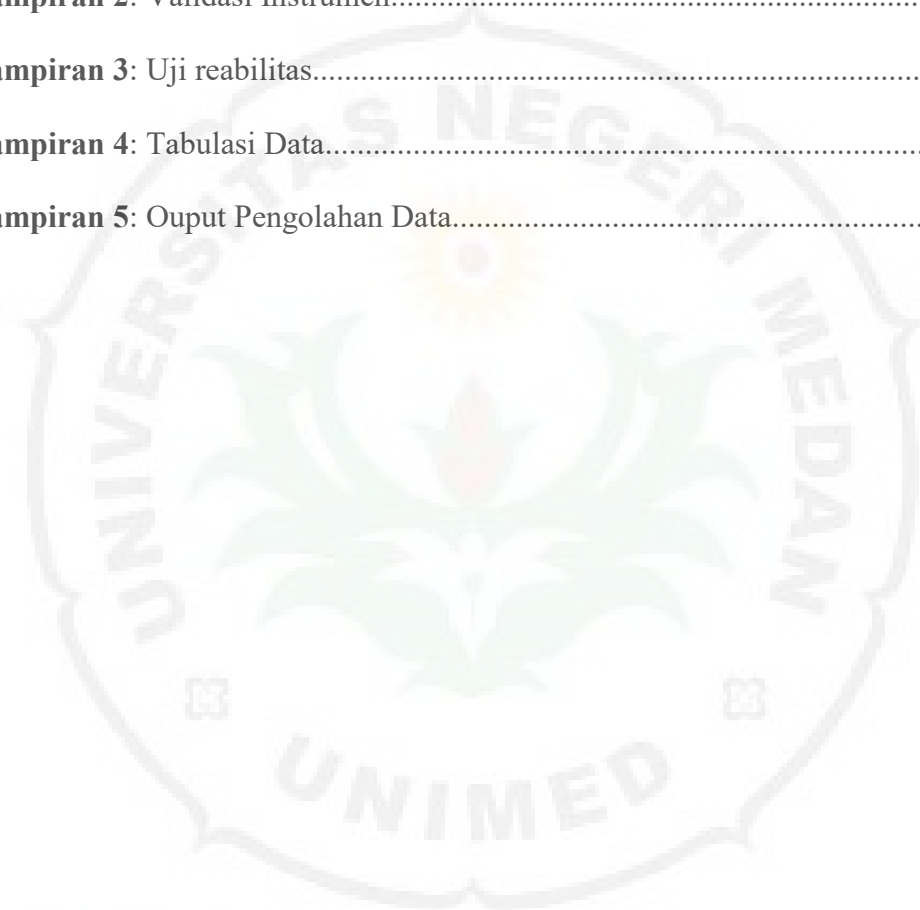 ampiran 2: Validasi Instrumen........................................................................
ampiran 3: Uji reabilitas...............................................................................
ampiran 4: Tabulasi Data..............................................................................
ampiran 5: Ouput Pengolahan Data.............................................................
UNIVERSITAS NEGERI MEDAN
UNIMED